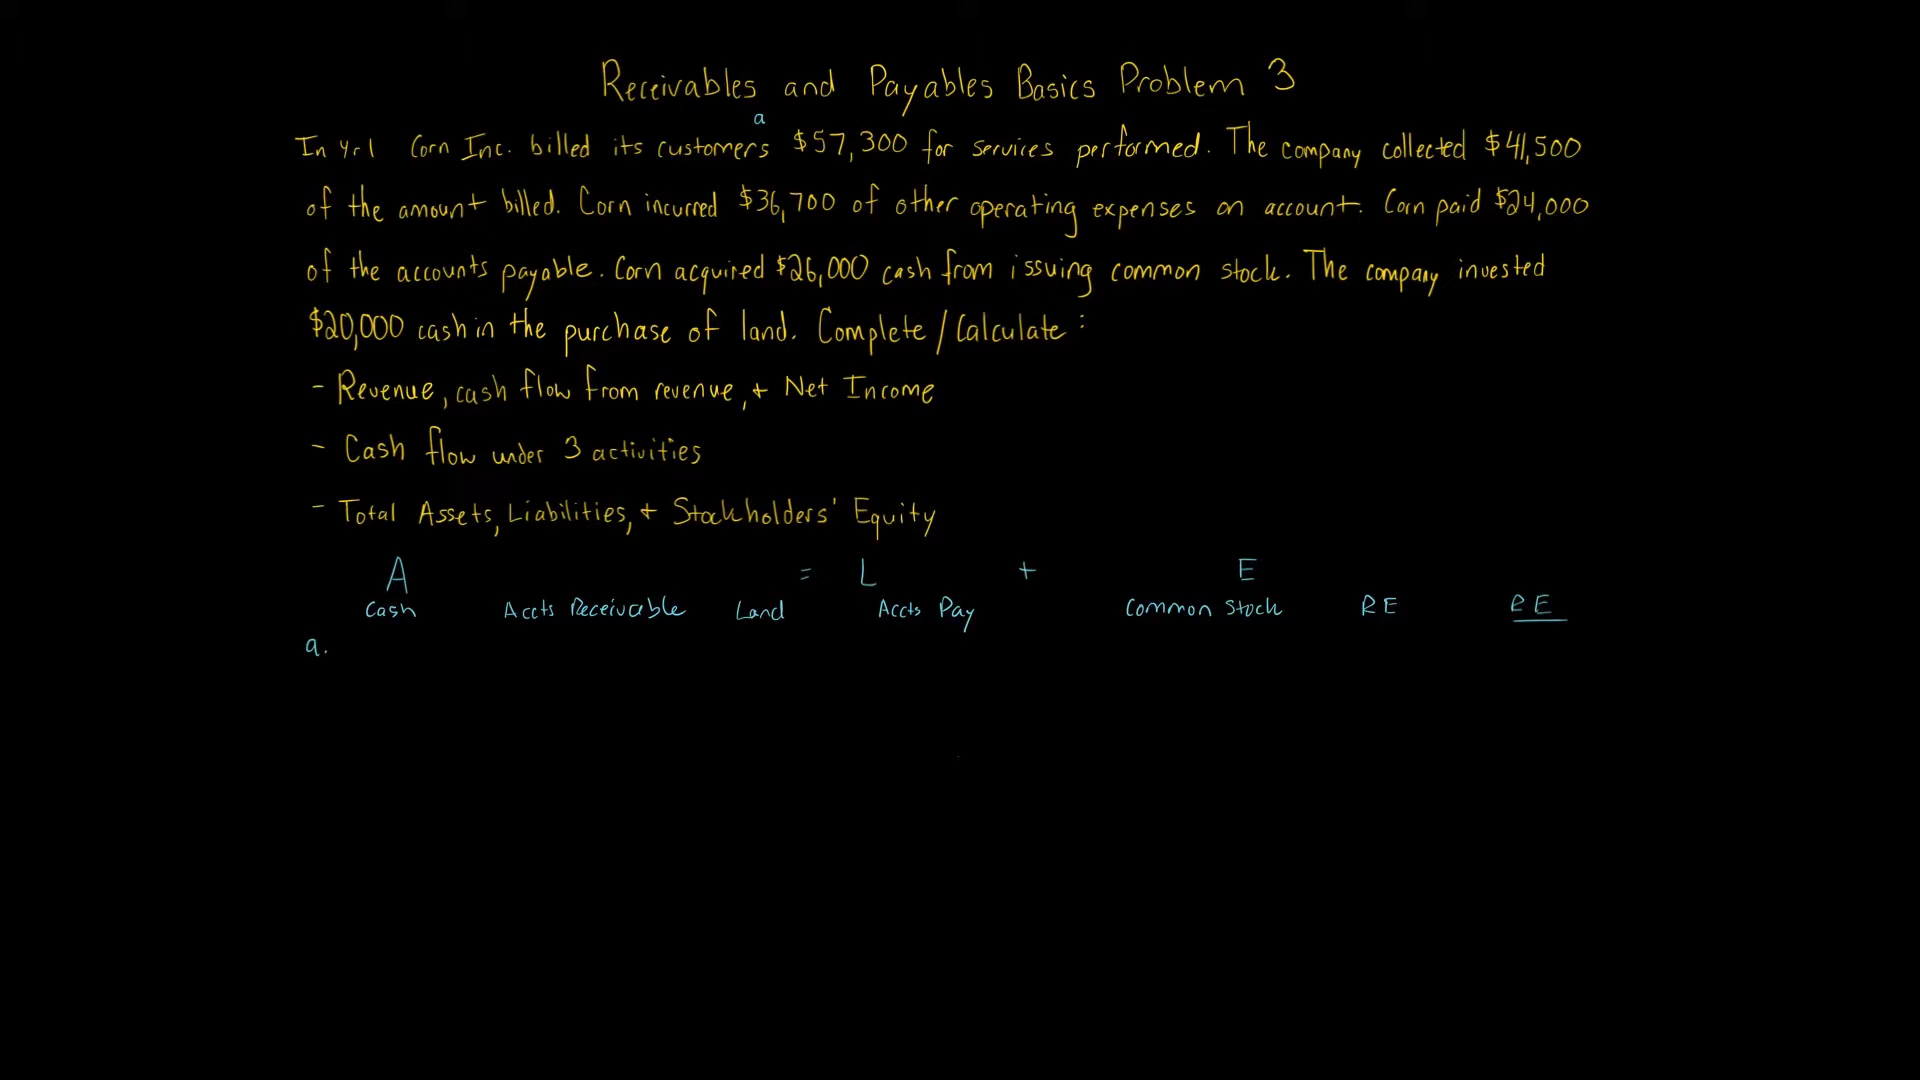 Receivables and Payables Basics Problem 3
a
In Yr 1 Corn Inc. billed its customers $57,300 for services performed. The company collected $41,500
of the amount billed. Corn incurred $36,700 of other operating expenses on account. Corn paid $24,000
of the accounts payable. Corn acquired $26,000 cash from issuing common stock. The company invested
$20,000 cash in the purchase of land. Complete/Calculate:
- Revenue, cash flow from revenue, + Net Income
- Cash flow under 3 activities
- Total Assets, Liabilities, + Stockholders' Equity
A = L + E
Cash Accts Receivable Land Accts Pay Common Stock RE RE
a.